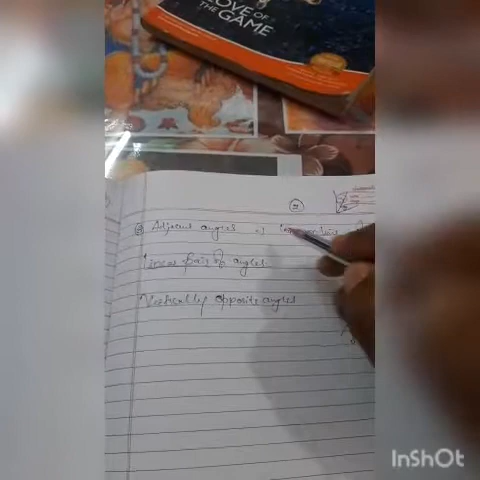 LOVE OF
THE GAME
Adjacent angles
Linear pair of angles.
Vertically opposite angles
InShOt